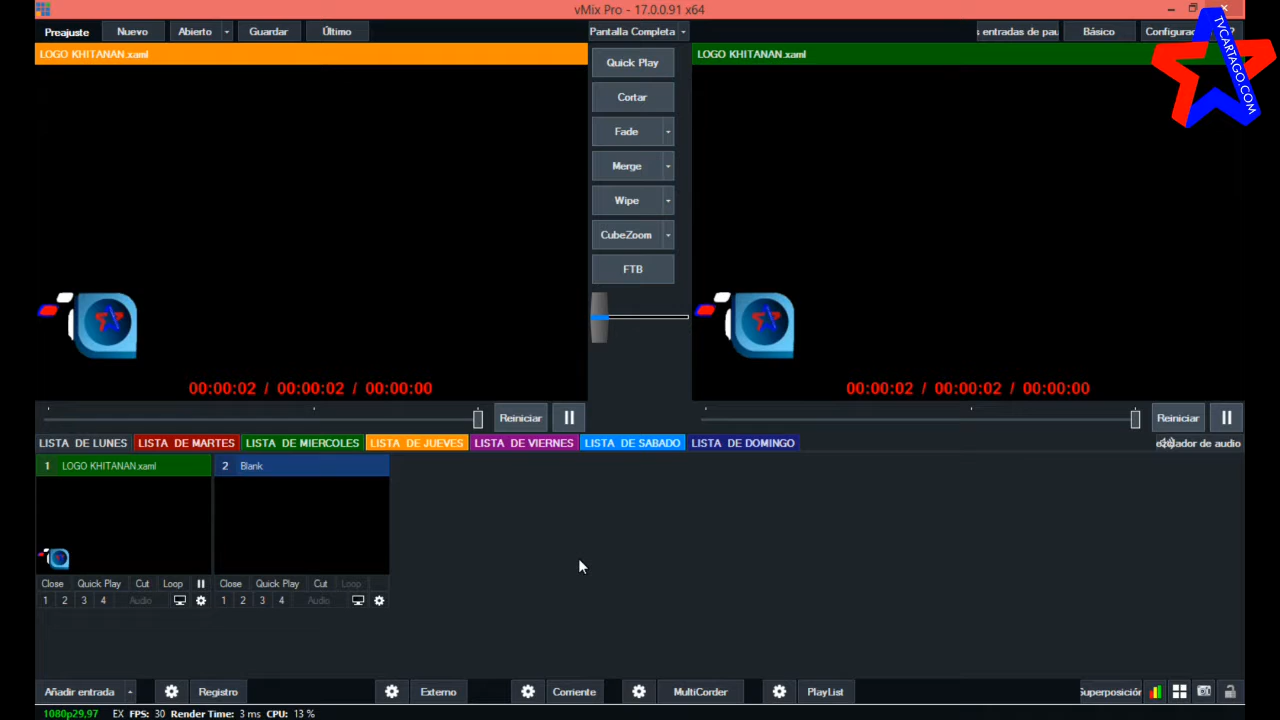 vMix Pro - 17.0.0.91 x64
Preajuste Nuevo Abierto Guardar Último Pantalla Completa s entradas de pau Básico Configura ?
TVCARTAGO.COM
LOGO KHITANAN.xaml LOGO KHITANAN.xaml
Quick Play
Cortar
Fade
Merge
Wipe
CubeZoom
FTB
00:00:02 / 00:00:02 / 00:00:00 00:00:02 / 00:00:02 / 00:00:00
Reiniciar Reiniciar
LISTA DE LUNES LISTA DE MARTES LISTA DE MIERCOLES LISTA DE JUEVES LISTA DE VIERNES LISTA DE SABADO LISTA DE DOMINGO de audio
1 LOGO KHITANAN.xaml 2 Blank
Close Quick Play Cut Loop Close Quick Play Cut Loop
1 2 3 4 Audio 1 2 3 4 Audio
Añadir entrada Registro Externo Corriente MultiCorder PlayList Superposición
1080p29,97 EX FPS: 30 Render Time: 3 ms CPU: 13 %